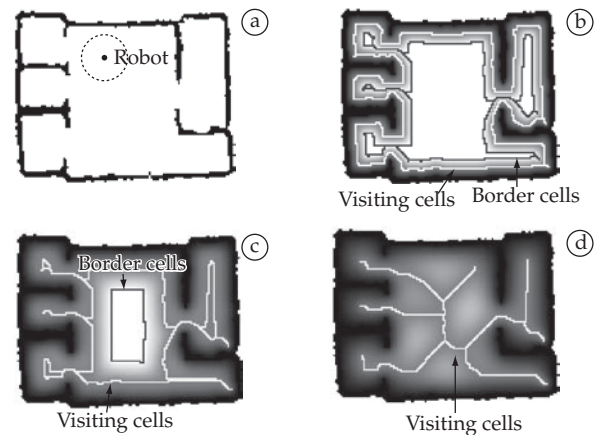 a
Robot
b
Visiting cells
Border cells
c
Border cells
Visiting cells
d
Visiting cells